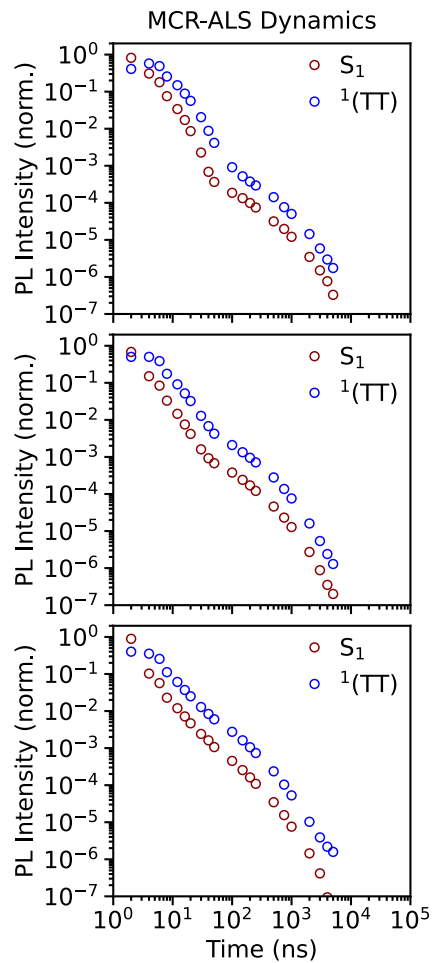 MCR-ALS Dynamics
10⁰
10⁻¹
10⁻²
10⁻³
10⁻⁴
10⁻⁵
10⁻⁶
10⁻⁷
PL Intensity (norm.)
S₁
¹(TT)
10⁰
10⁻¹
10⁻²
10⁻³
10⁻⁴
10⁻⁵
10⁻⁶
10⁻⁷
PL Intensity (norm.)
S₁
¹(TT)
10⁰
10⁻¹
10⁻²
10⁻³
10⁻⁴
10⁻⁵
10⁻⁶
10⁻⁷
PL Intensity (norm.)
S₁
¹(TT)
10⁰ 10¹ 10² 10³ 10⁴ 10⁵
Time (ns)